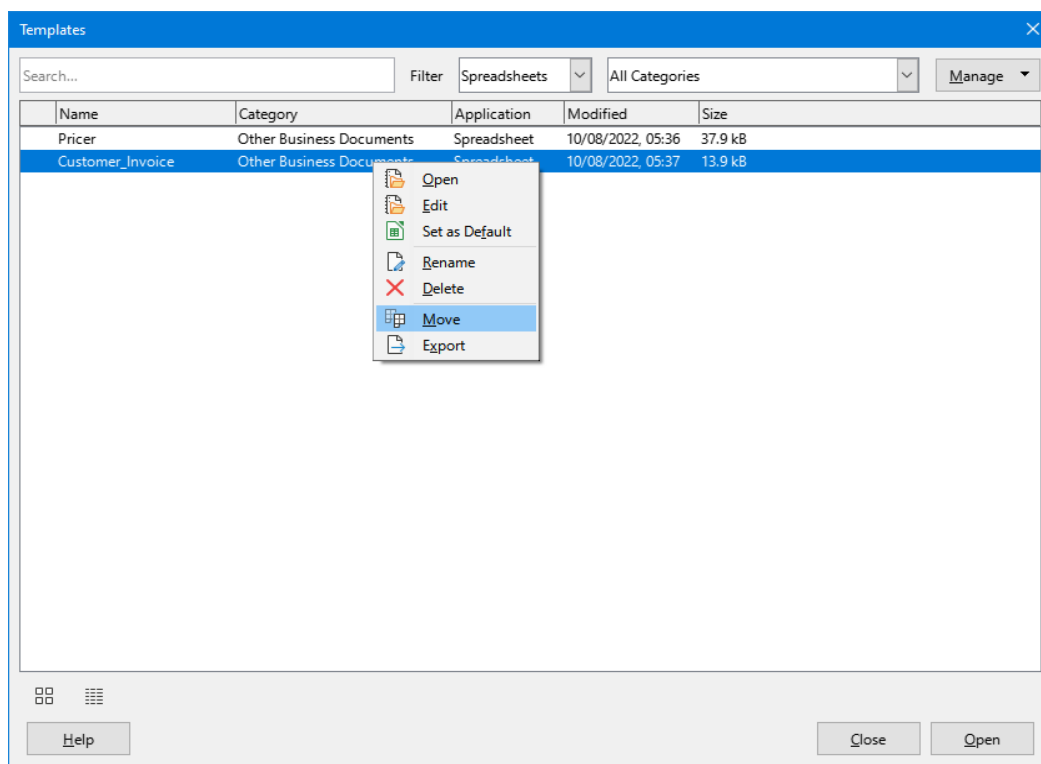 Templates
Search... Filter Spreadsheets All Categories Manage
Name Category Application Modified Size
Pricer Other Business Documents Spreadsheet 10/08/2022, 05:36 37.9 kB
Customer_Invoice Other Business Documents Spreadsheet 10/08/2022, 05:37 13.9 kB
Open
Edit
Set as Default
Rename
Delete
Move
Export
Help Close Open